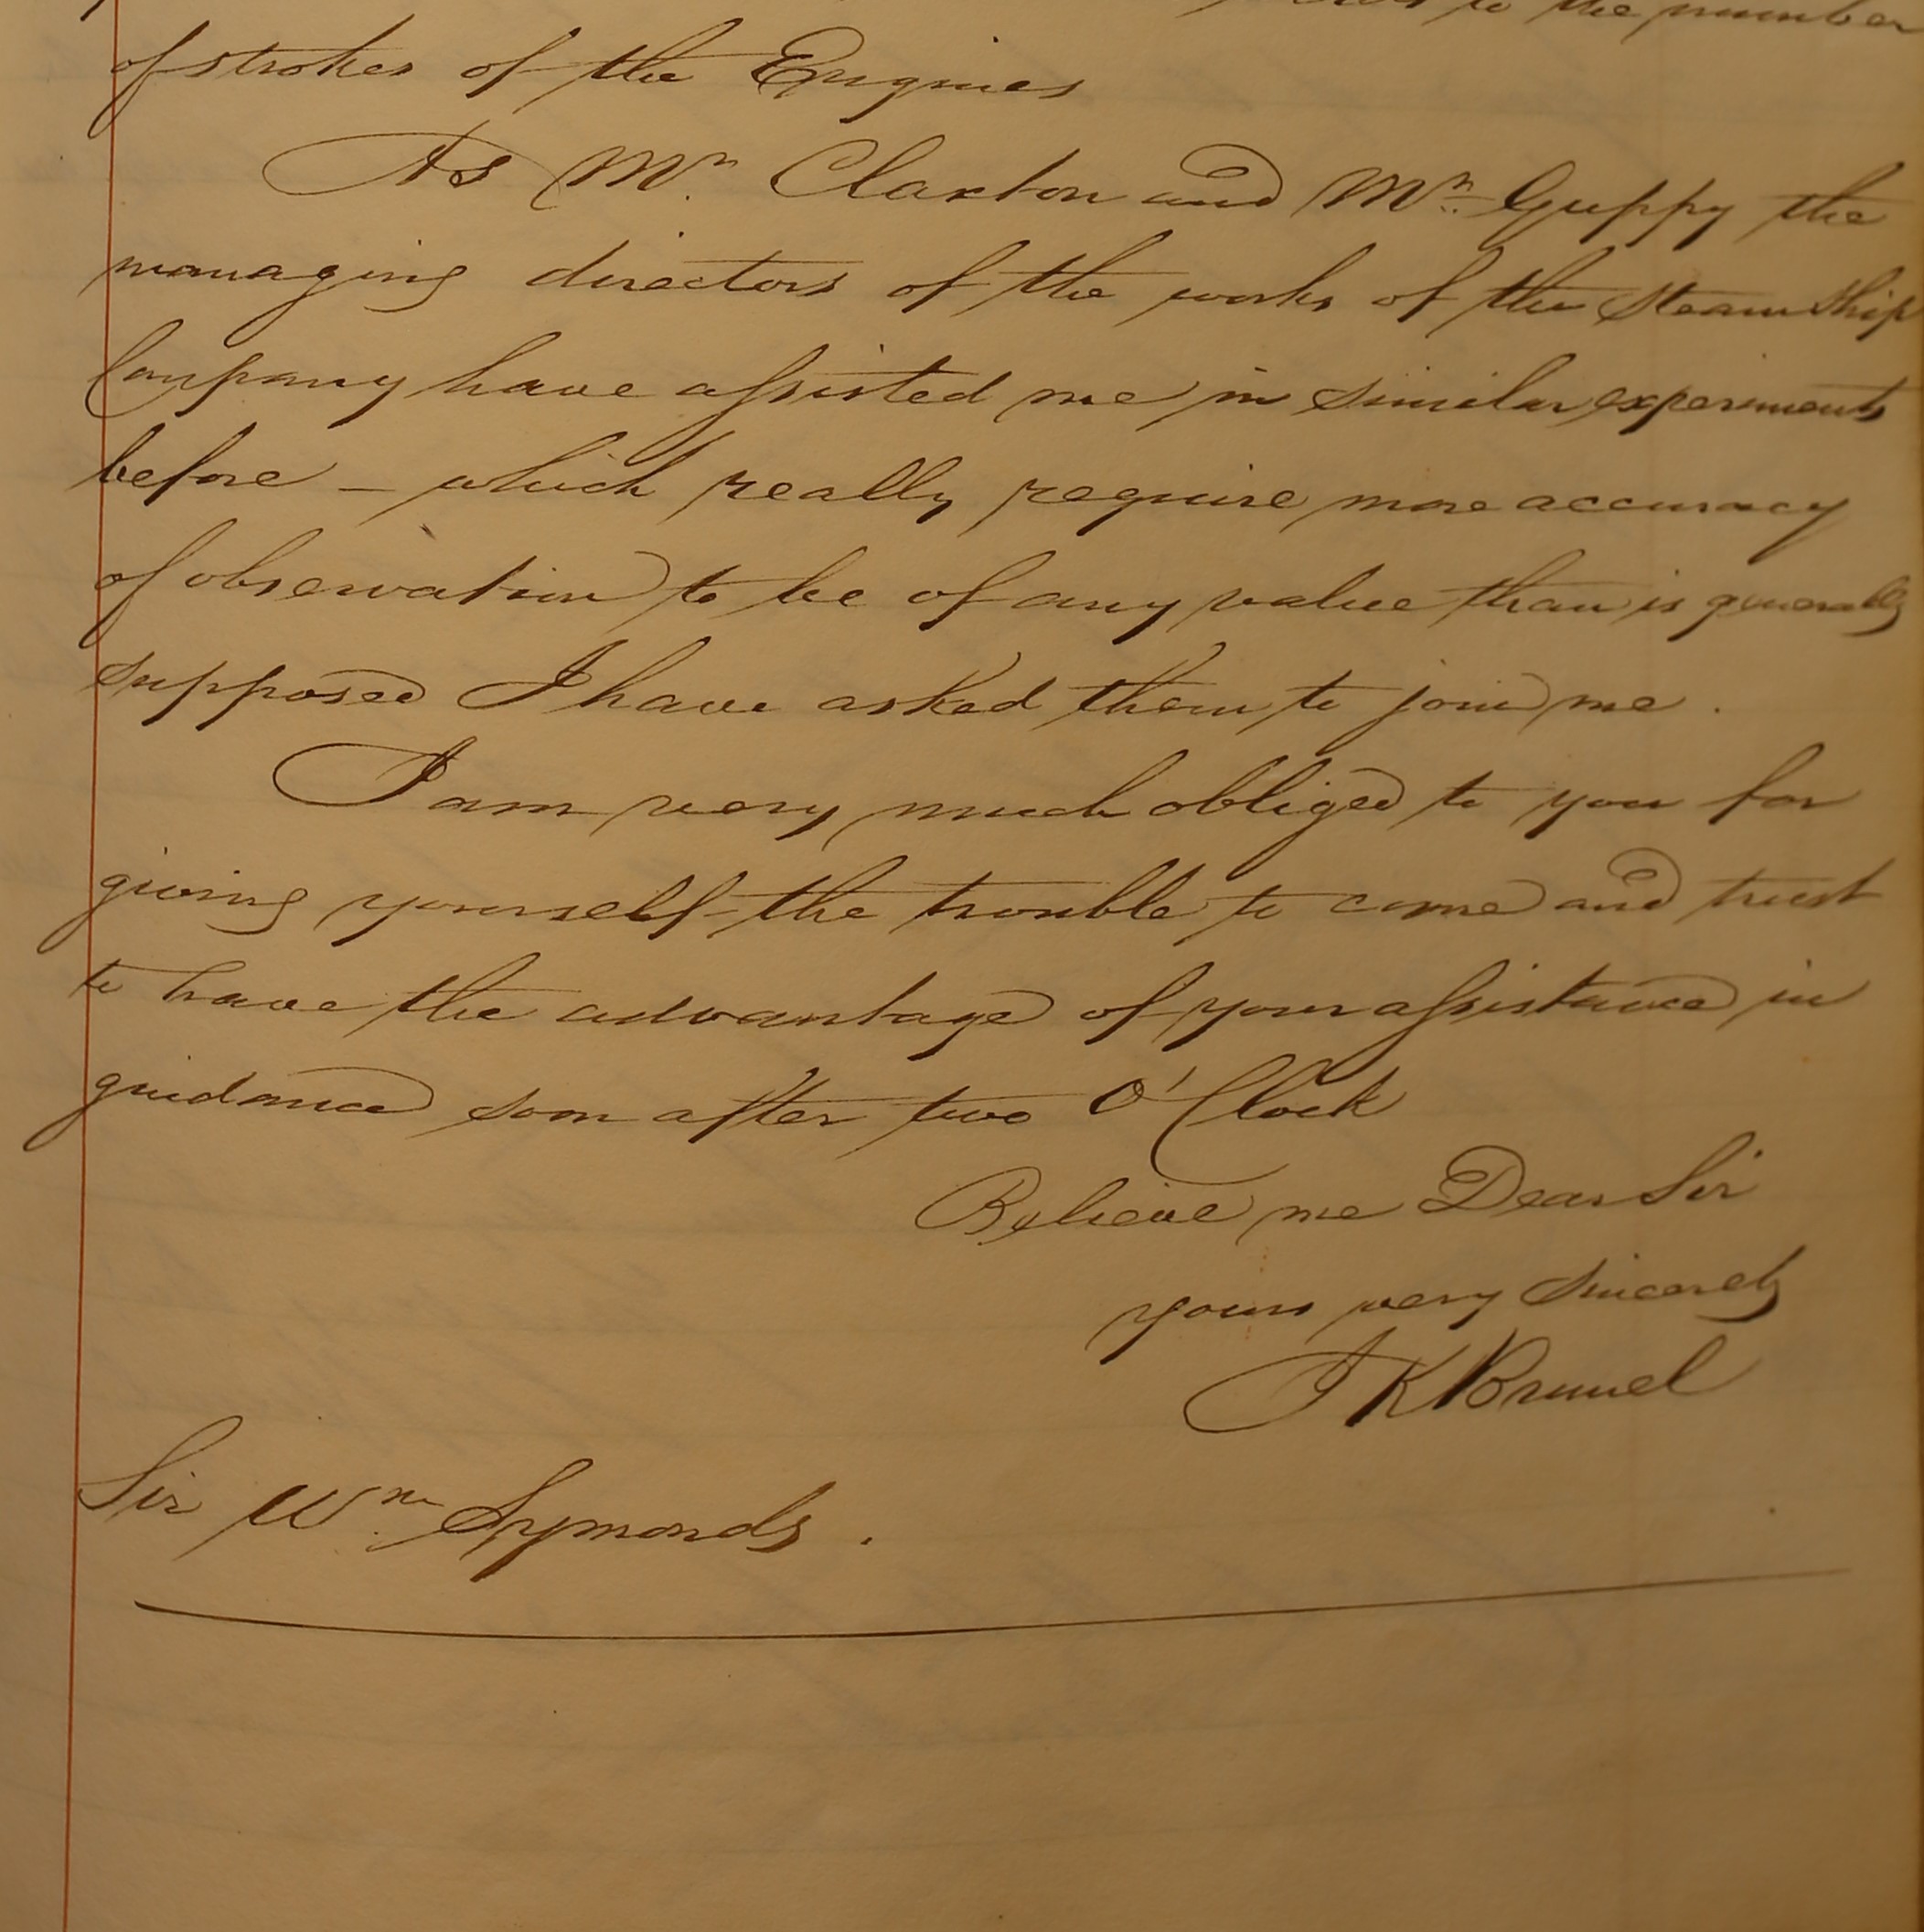 to the number
of strokes of the Engines
As Mr. Claxton and Mr. Guppy the
managing directors of the works of the Steam Ship
Company have assisted me in similar experiments
before - which really require more accuracy
of observation to be of any value than is generally
supposed I have asked them to join me.
I am very much obliged to you for
giving yourself the trouble to come and trust
to have the advantage of your assistance in
guidance soon after two O'Clock
Believe me Dear Sir
yours very sincerely
I K Brunel
Sir Wm. Symonds.